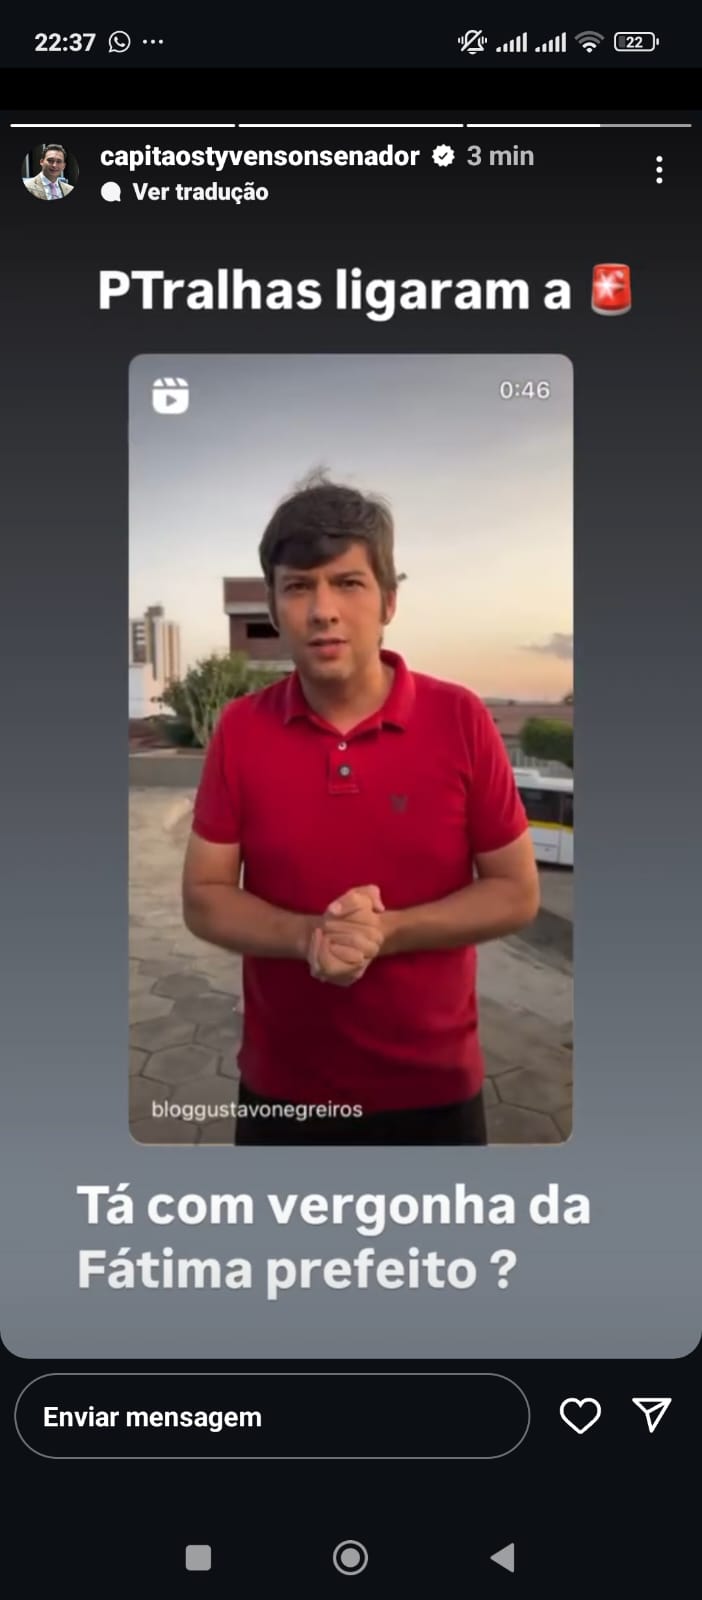 22:37
22
capitaostyvensonsenador 3 min
Ver tradução
PTralhas ligaram a 🚨
0:46
bloggustavonegreiros
Tá com vergonha da
Fátima prefeito ?
Enviar mensagem